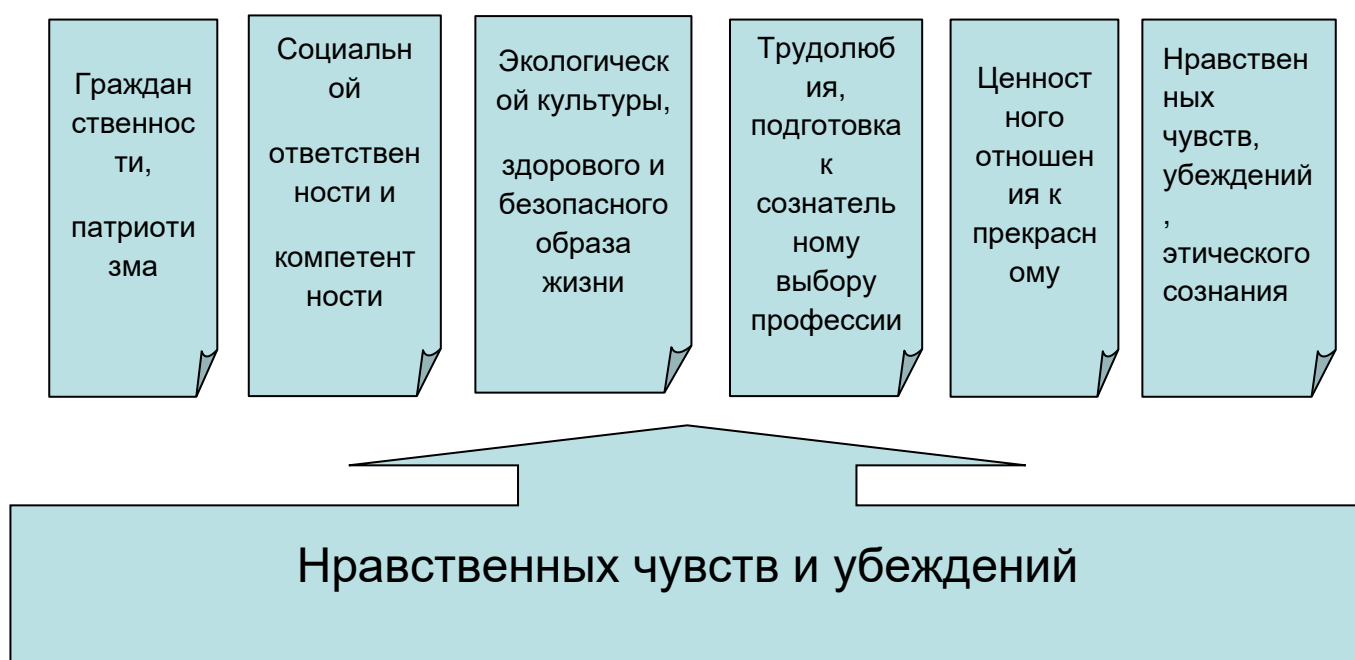 Граждан
ственнос
ти,
патриоти
зма
Социальн
ой
ответствен
ности и
компетент
ности
Экологическ
ой культуры,
здорового и
безопасного
образа
жизни
Трудолюб
ия,
подготовка
к
сознатель
ному
выбору
профессии
Ценност
ного
отношен
ия к
прекрасн
ому
Нравствен
ных
чувств,
убеждений
,
этического
сознания
Нравственных чувств и убеждений